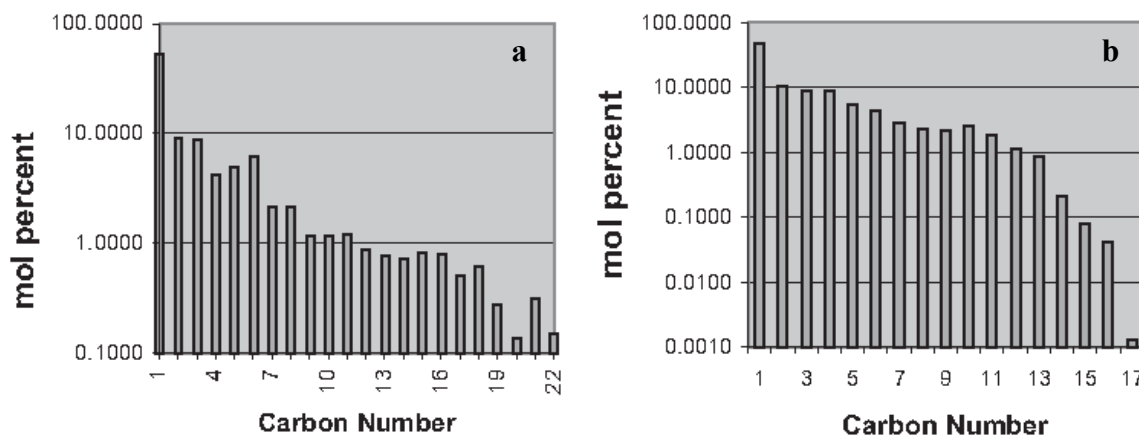 a
100.0000
10.0000
1.0000
0.1000
mol percent
1 4 7 10 13 16 19 22
Carbon Number
b
100.0000
10.0000
1.0000
0.1000
0.0100
0.0010
mol percent
1 3 5 7 9 11 13 15 17
Carbon Number